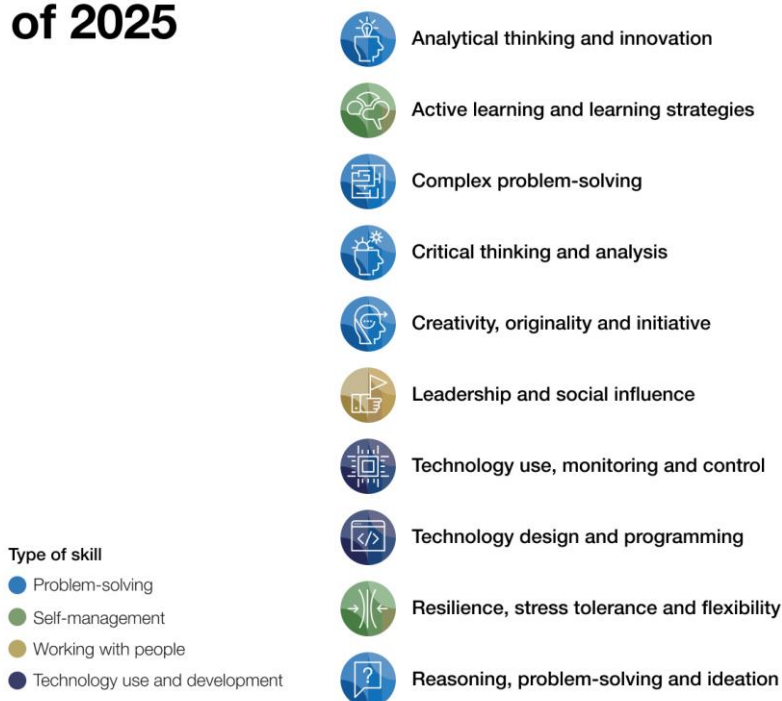 of 2025
Analytical thinking and innovation
Active learning and learning strategies
Complex problem-solving
Critical thinking and analysis
Creativity, originality and initiative
Leadership and social influence
Technology use, monitoring and control
</>
Technology design and programming
Resilience, stress tolerance and flexibility
?
Reasoning, problem-solving and ideation
Type of skill
Problem-solving
Self-management
Working with people
Technology use and development